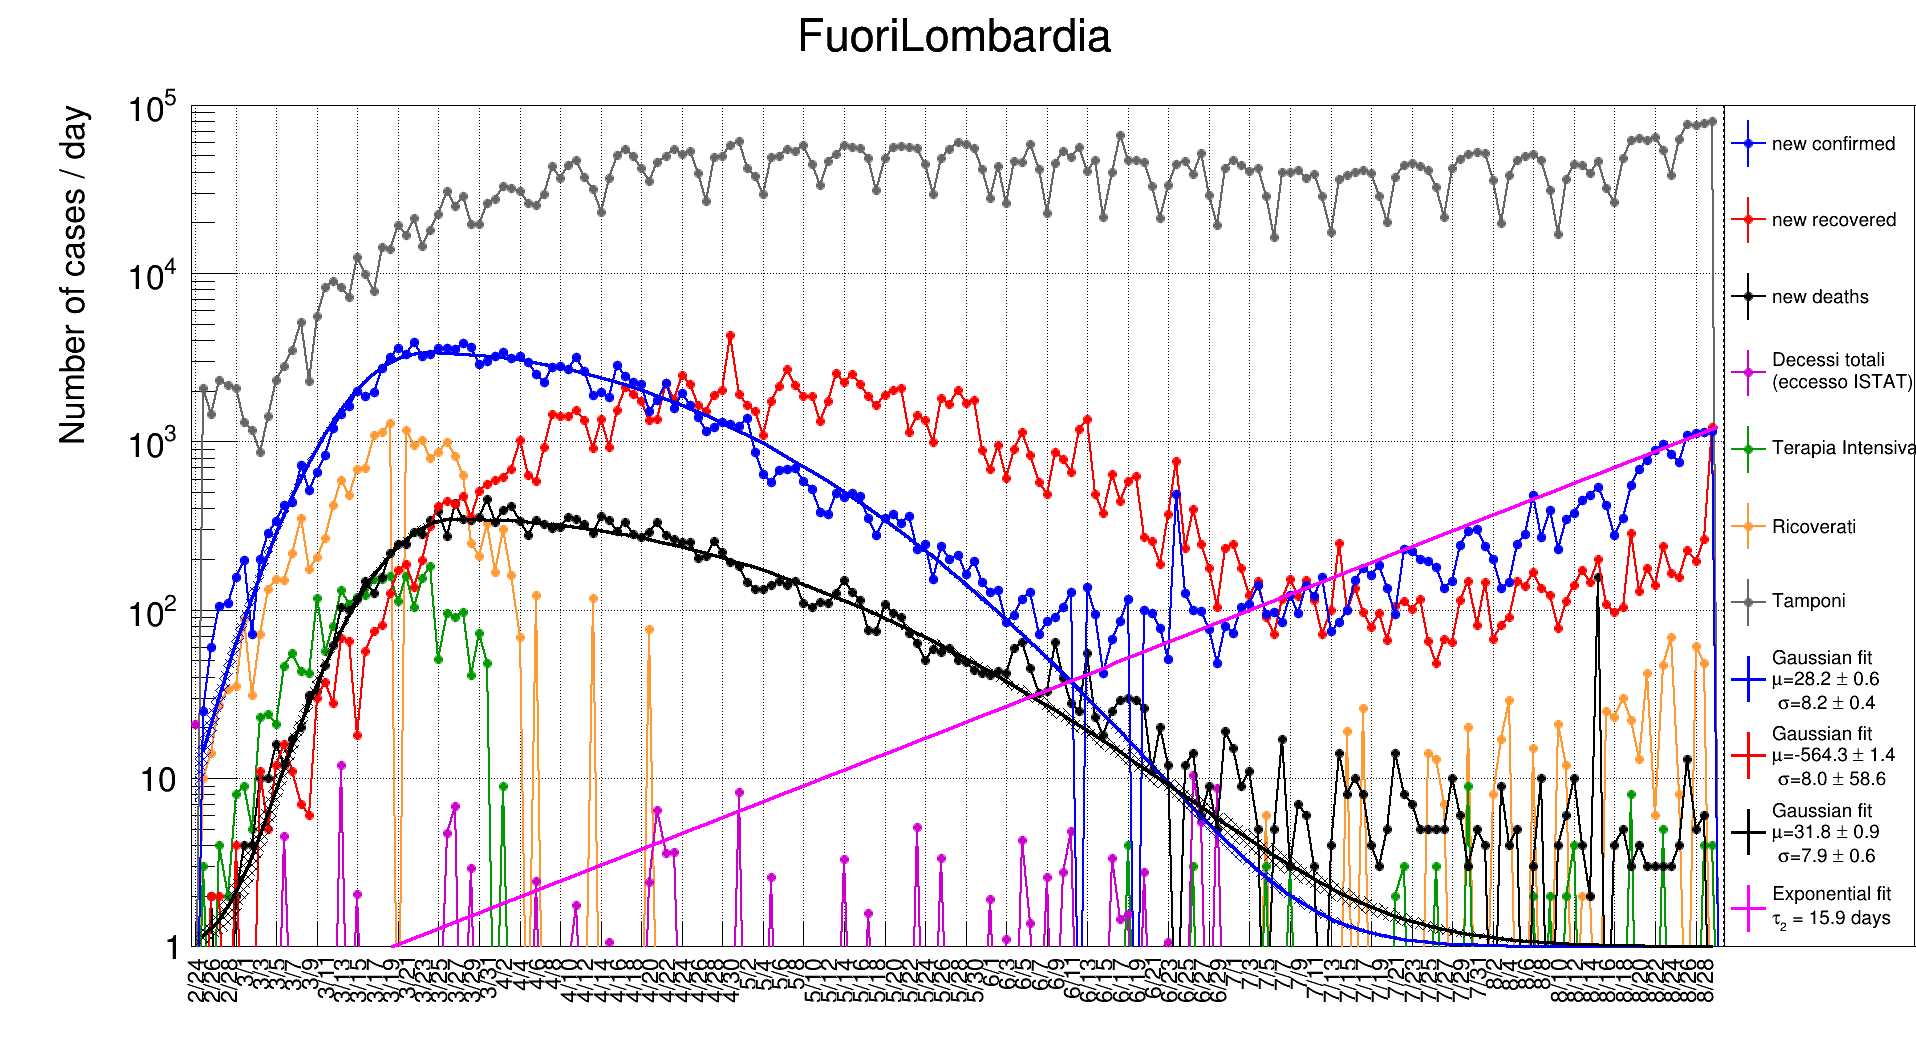 FuoriLombardia
Number of cases / day
10^5
10^4
10^3
10^2
10
1
2/24 2/26 2/28 3/1 3/3 3/5 3/7 3/9 3/11 3/13 3/15 3/17 3/19 3/21 3/23 3/25 3/27 3/29 3/31 4/2 4/4 4/6 4/8 4/10 4/12 4/14 4/16 4/18 4/20 4/22 4/24 4/26 4/28 4/30 5/2 5/4 5/6 5/8 5/10 5/12 5/14 5/16 5/18 5/20 5/22 5/24 5/26 5/28 5/30 6/1 6/3 6/5 6/7 6/9 6/11 6/13 6/15 6/17 6/19 6/21 6/23 6/25 6/27 6/29 7/1 7/3 7/5 7/7 7/9 7/11 7/13 7/15 7/17 7/19 7/21 7/23 7/25 7/27 7/29 7/31 8/2 8/4 8/6 8/8 8/10 8/12 8/14 8/16 8/18 8/20 8/22 8/24 8/26 8/28
new confirmed
new recovered
new deaths
Decessi totali
(eccesso ISTAT)
Terapia Intensiva
Ricoverati
Tamponi
Gaussian fit
μ=28.2 ± 0.6
σ=8.2 ± 0.4
Gaussian fit
μ=-564.3 ± 1.4
σ=8.0 ± 58.6
Gaussian fit
μ=31.8 ± 0.9
σ=7.9 ± 0.6
Exponential fit
τ_2 = 15.9 days